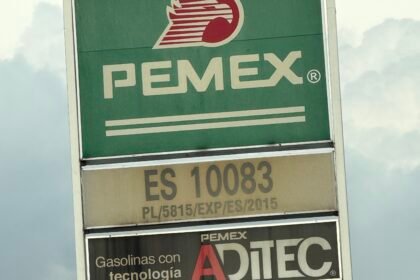 PEMEX®
ES 10083
PL/5815/EXP/ES/2015
Gasolinas con
tecnología
PEMEX
ADITEC®